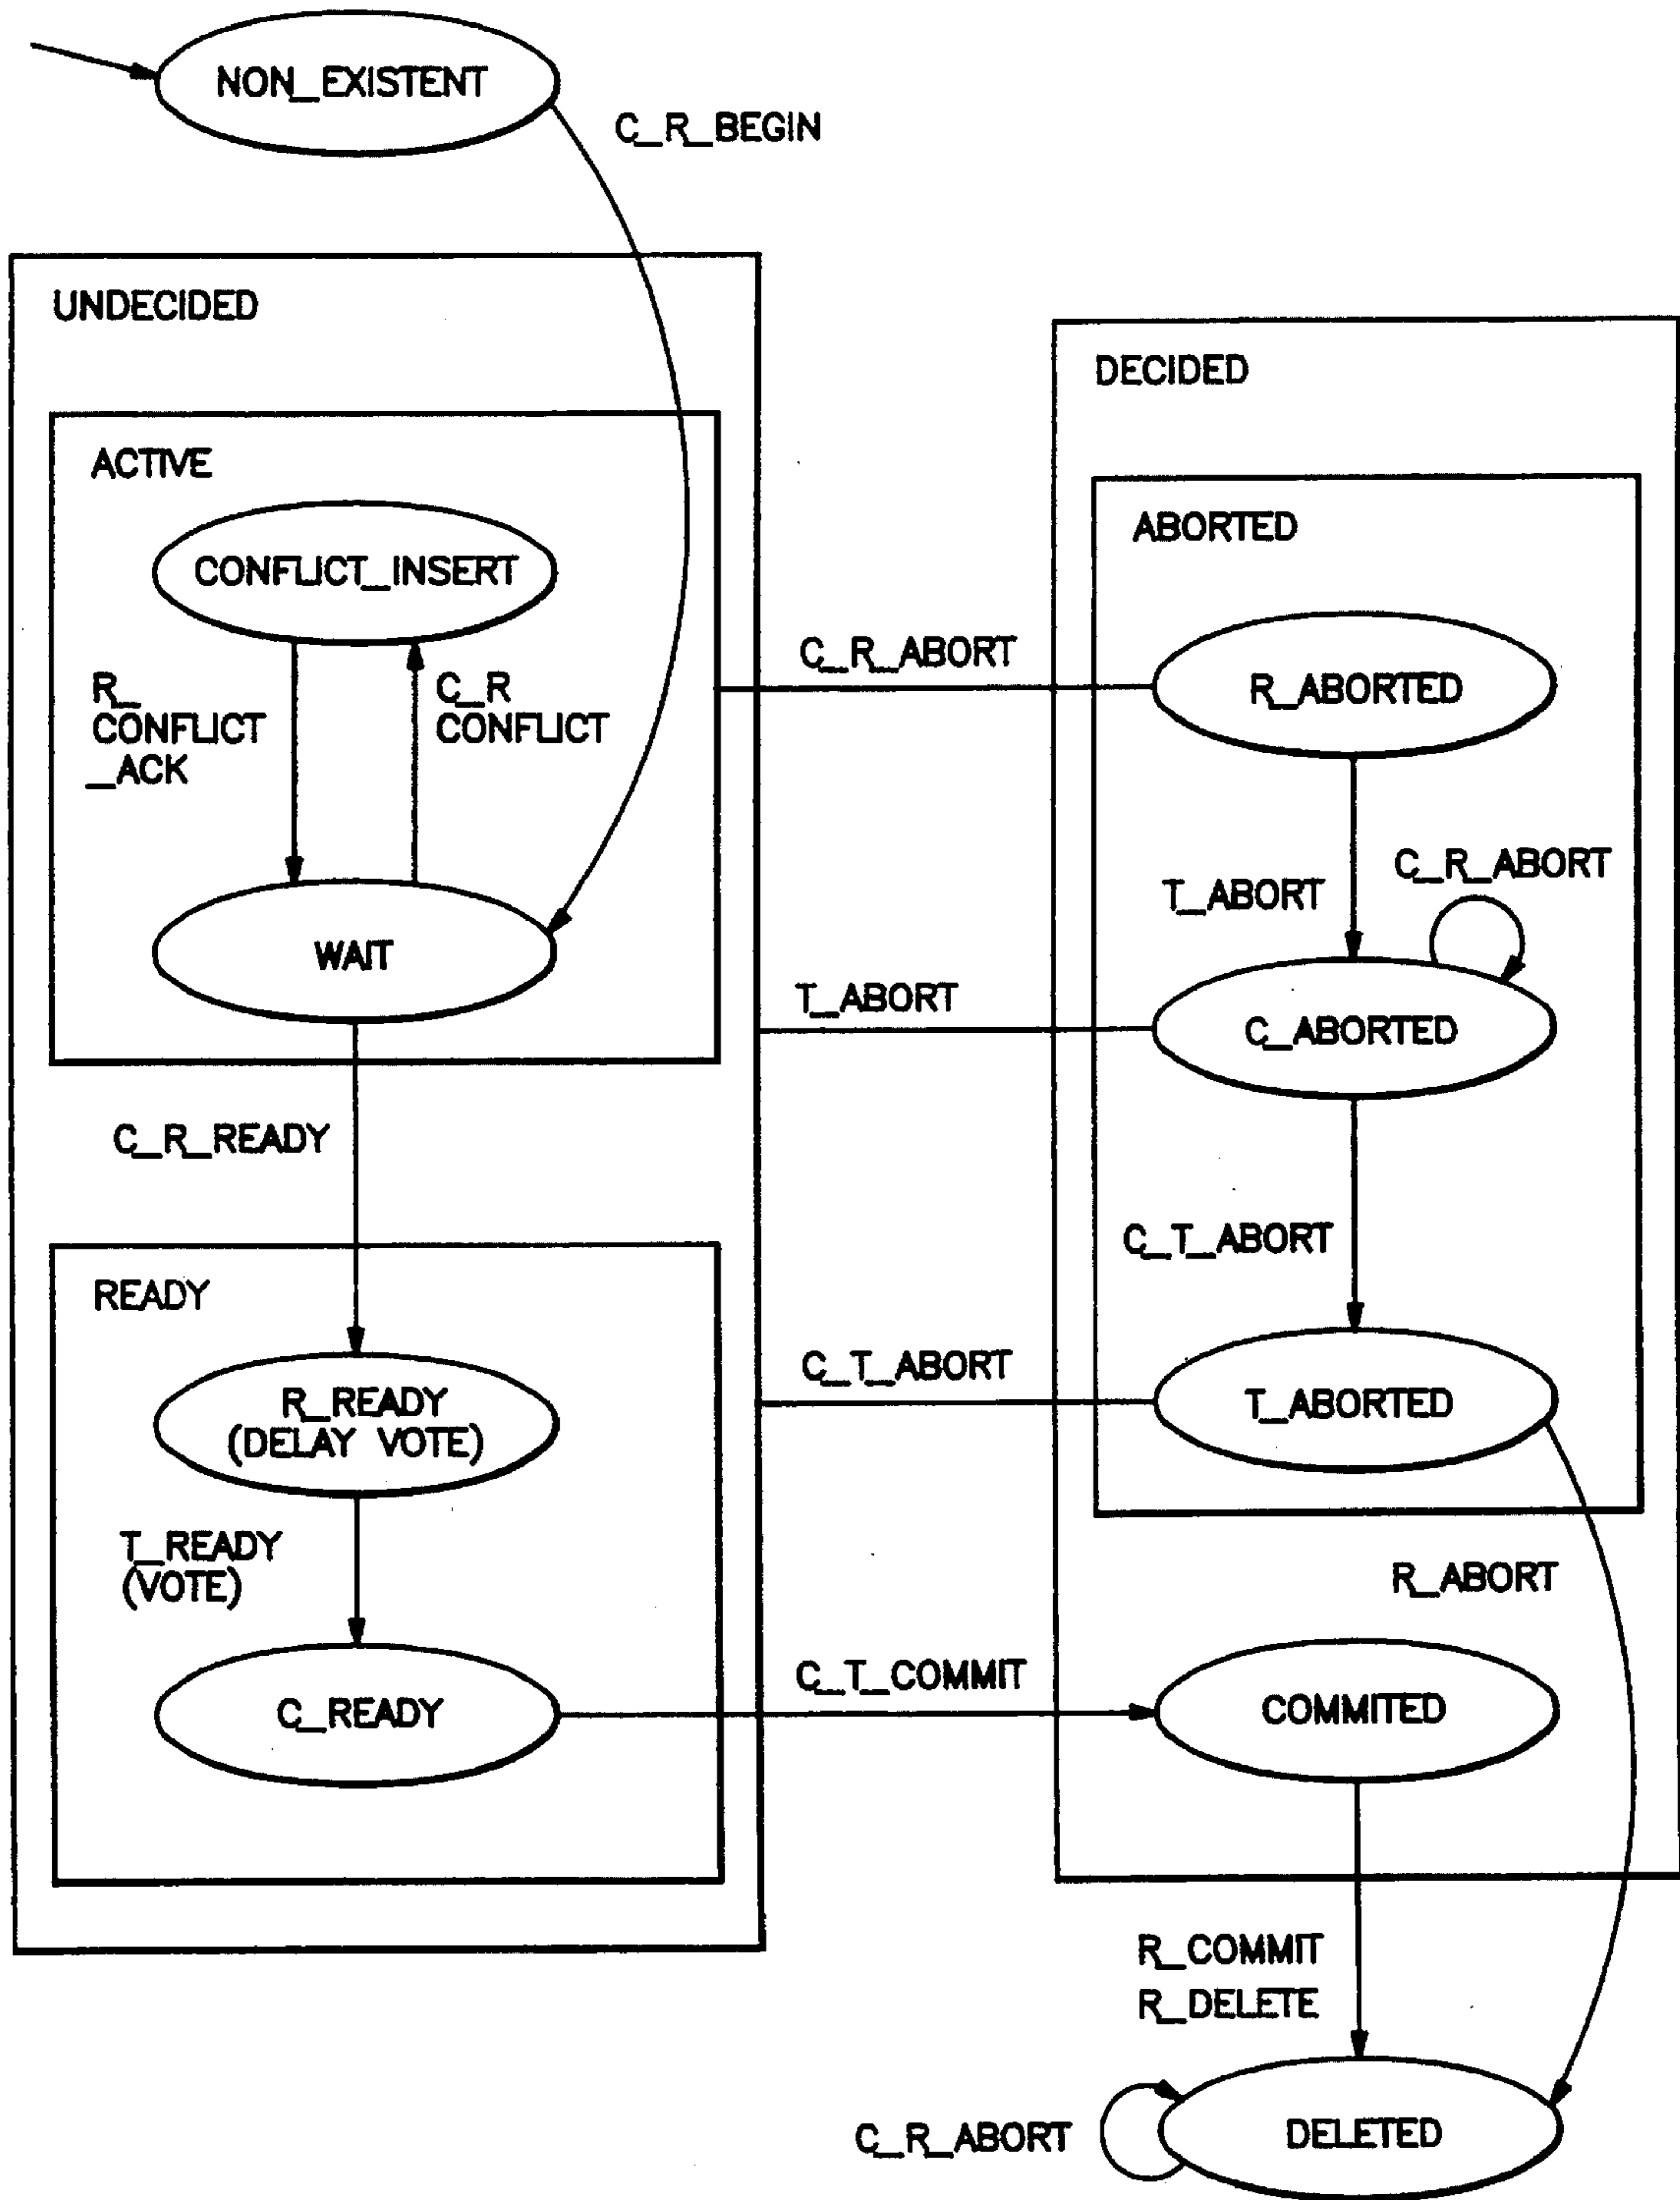 NON_EXISTENT
C_R_BEGIN
UNDECIDED
DECIDED
ACTIVE
ABORTED
CONFLICT_INSERT
C_R_ABORT
R_ABORTED
R_
CONFLICT
_ACK
C_R
CONFLICT
C_R_ABORT
T_ABORT
WAIT
T_ABORT
C_ABORTED
C_R_READY
C_T_ABORT
READY
C_T_ABORT
R_READY
(DELAY VOTE)
T_ABORTED
T_READY
(VOTE)
R_ABORT
C_T_COMMIT
C_READY
COMMITED
R_COMMIT
R_DELETE
C_R_ABORT
DELETED